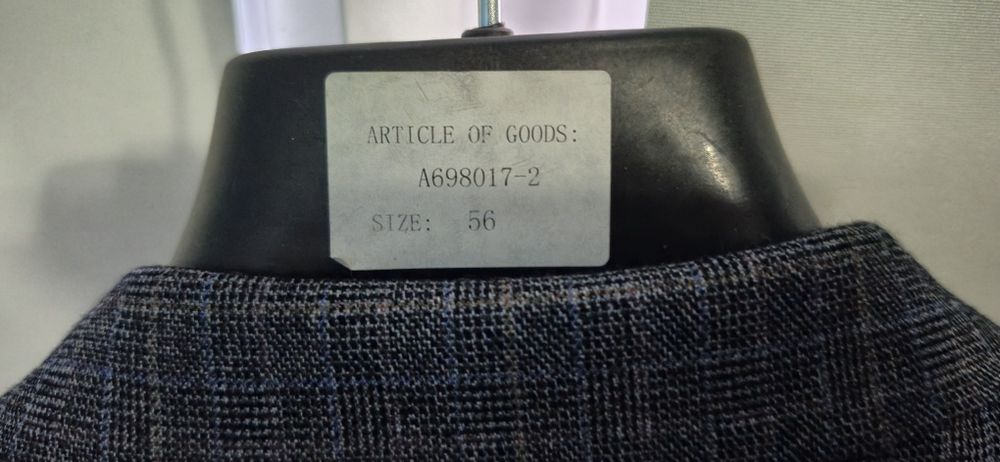 ARTICLE OF GOODS:
A698017-2
SIZE: 56